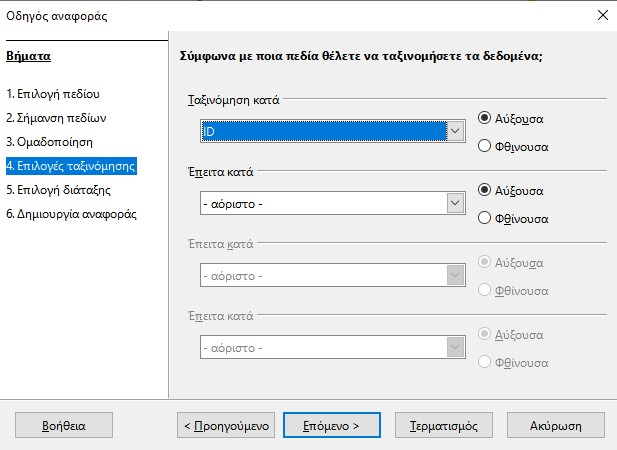 Οδηγός αναφοράς
Βήματα
1. Επιλογή πεδίου
2. Σήμανση πεδίων
3. Ομαδοποίηση
4. Επιλογές ταξινόμησης
5. Επιλογή διάταξης
6. Δημιουργία αναφοράς
Σύμφωνα με ποια πεδία θέλετε να ταξινομήσετε τα δεδομένα;
Ταξινόμηση κατά
ID
Αύξουσα
Φθίνουσα
Έπειτα κατά
- αόριστο -
Αύξουσα
Φθίνουσα
Έπειτα κατά
- αόριστο -
Αύξουσα
Φθίνουσα
Έπειτα κατά
- αόριστο -
Αύξουσα
Φθίνουσα
Βοήθεια
< Προηγούμενο
Επόμενο >
Τερματισμός
Ακύρωση